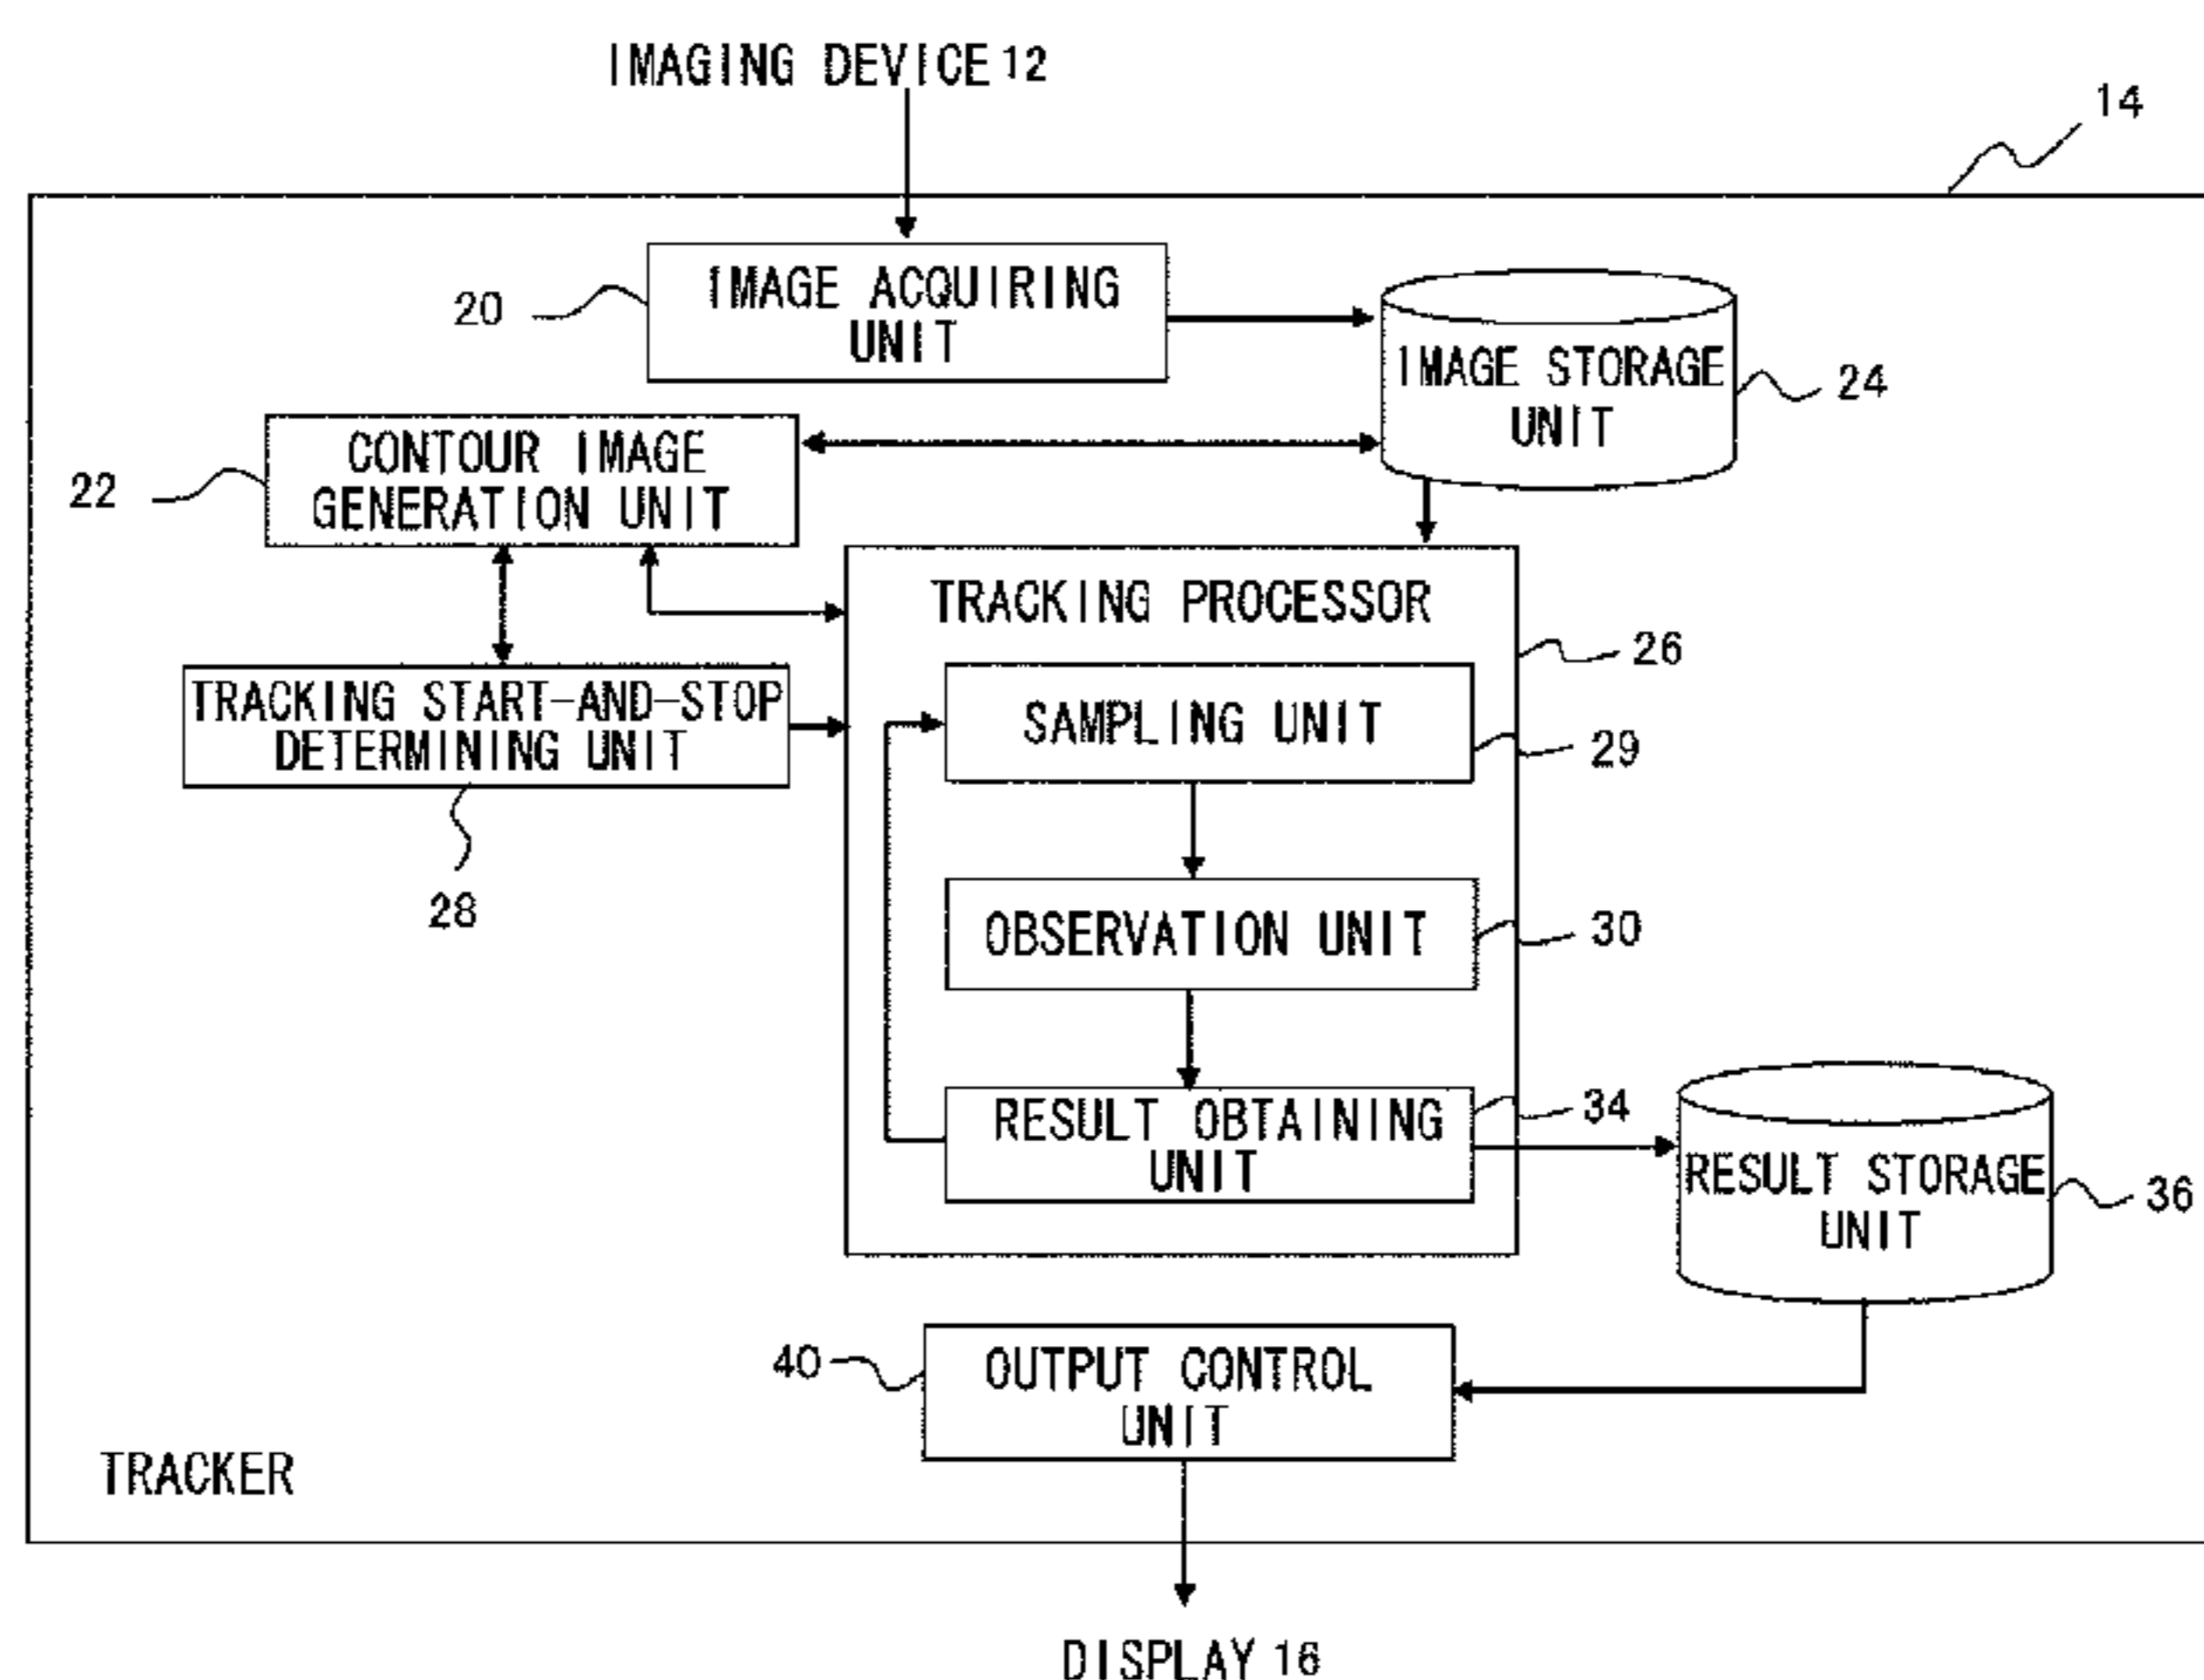 IMAGING DEVICE 12
14
IMAGE ACQUIRING
UNIT
20
IMAGE STORAGE
UNIT
24
CONTOUR IMAGE
GENERATION UNIT
22
TRACKING PROCESSOR
26
TRACKING START-AND-STOP
DETERMINING UNIT
28
SAMPLING UNIT
29
OBSERVATION UNIT
30
RESULT OBTAINING
UNIT
34
RESULT STORAGE
UNIT
36
40
OUTPUT CONTROL
UNIT
TRACKER
DISPLAY 16